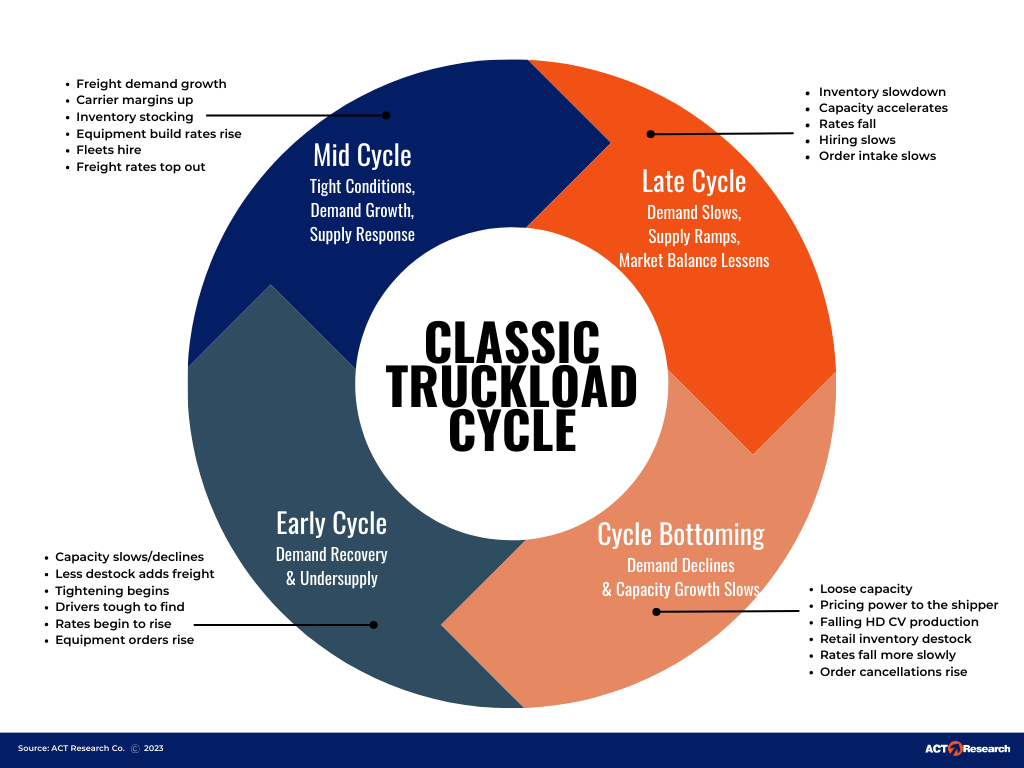 • Freight demand growth
• Carrier margins up
• Inventory stocking
• Equipment build rates rise
• Fleets hire
• Freight rates top out
Mid Cycle
Tight Conditions,
Demand Growth,
Supply Response
• Inventory slowdown
• Capacity accelerates
• Rates fall
• Hiring slows
• Order intake slows
Late Cycle
Demand Slows,
Supply Ramps,
Market Balance Lessens
CLASSIC
TRUCKLOAD
CYCLE
Early Cycle
Demand Recovery
& Undersupply
• Capacity slows/declines
• Less destock adds freight
• Tightening begins
• Drivers tough to find
• Rates begin to rise
• Equipment orders rise
Cycle Bottoming
Demand Declines
& Capacity Growth Slows
• Loose capacity
• Pricing power to the shipper
• Falling HD CV production
• Retail inventory destock
• Rates fall more slowly
• Order cancellations rise
Source: ACT Research Co. © 2023
ACT Research